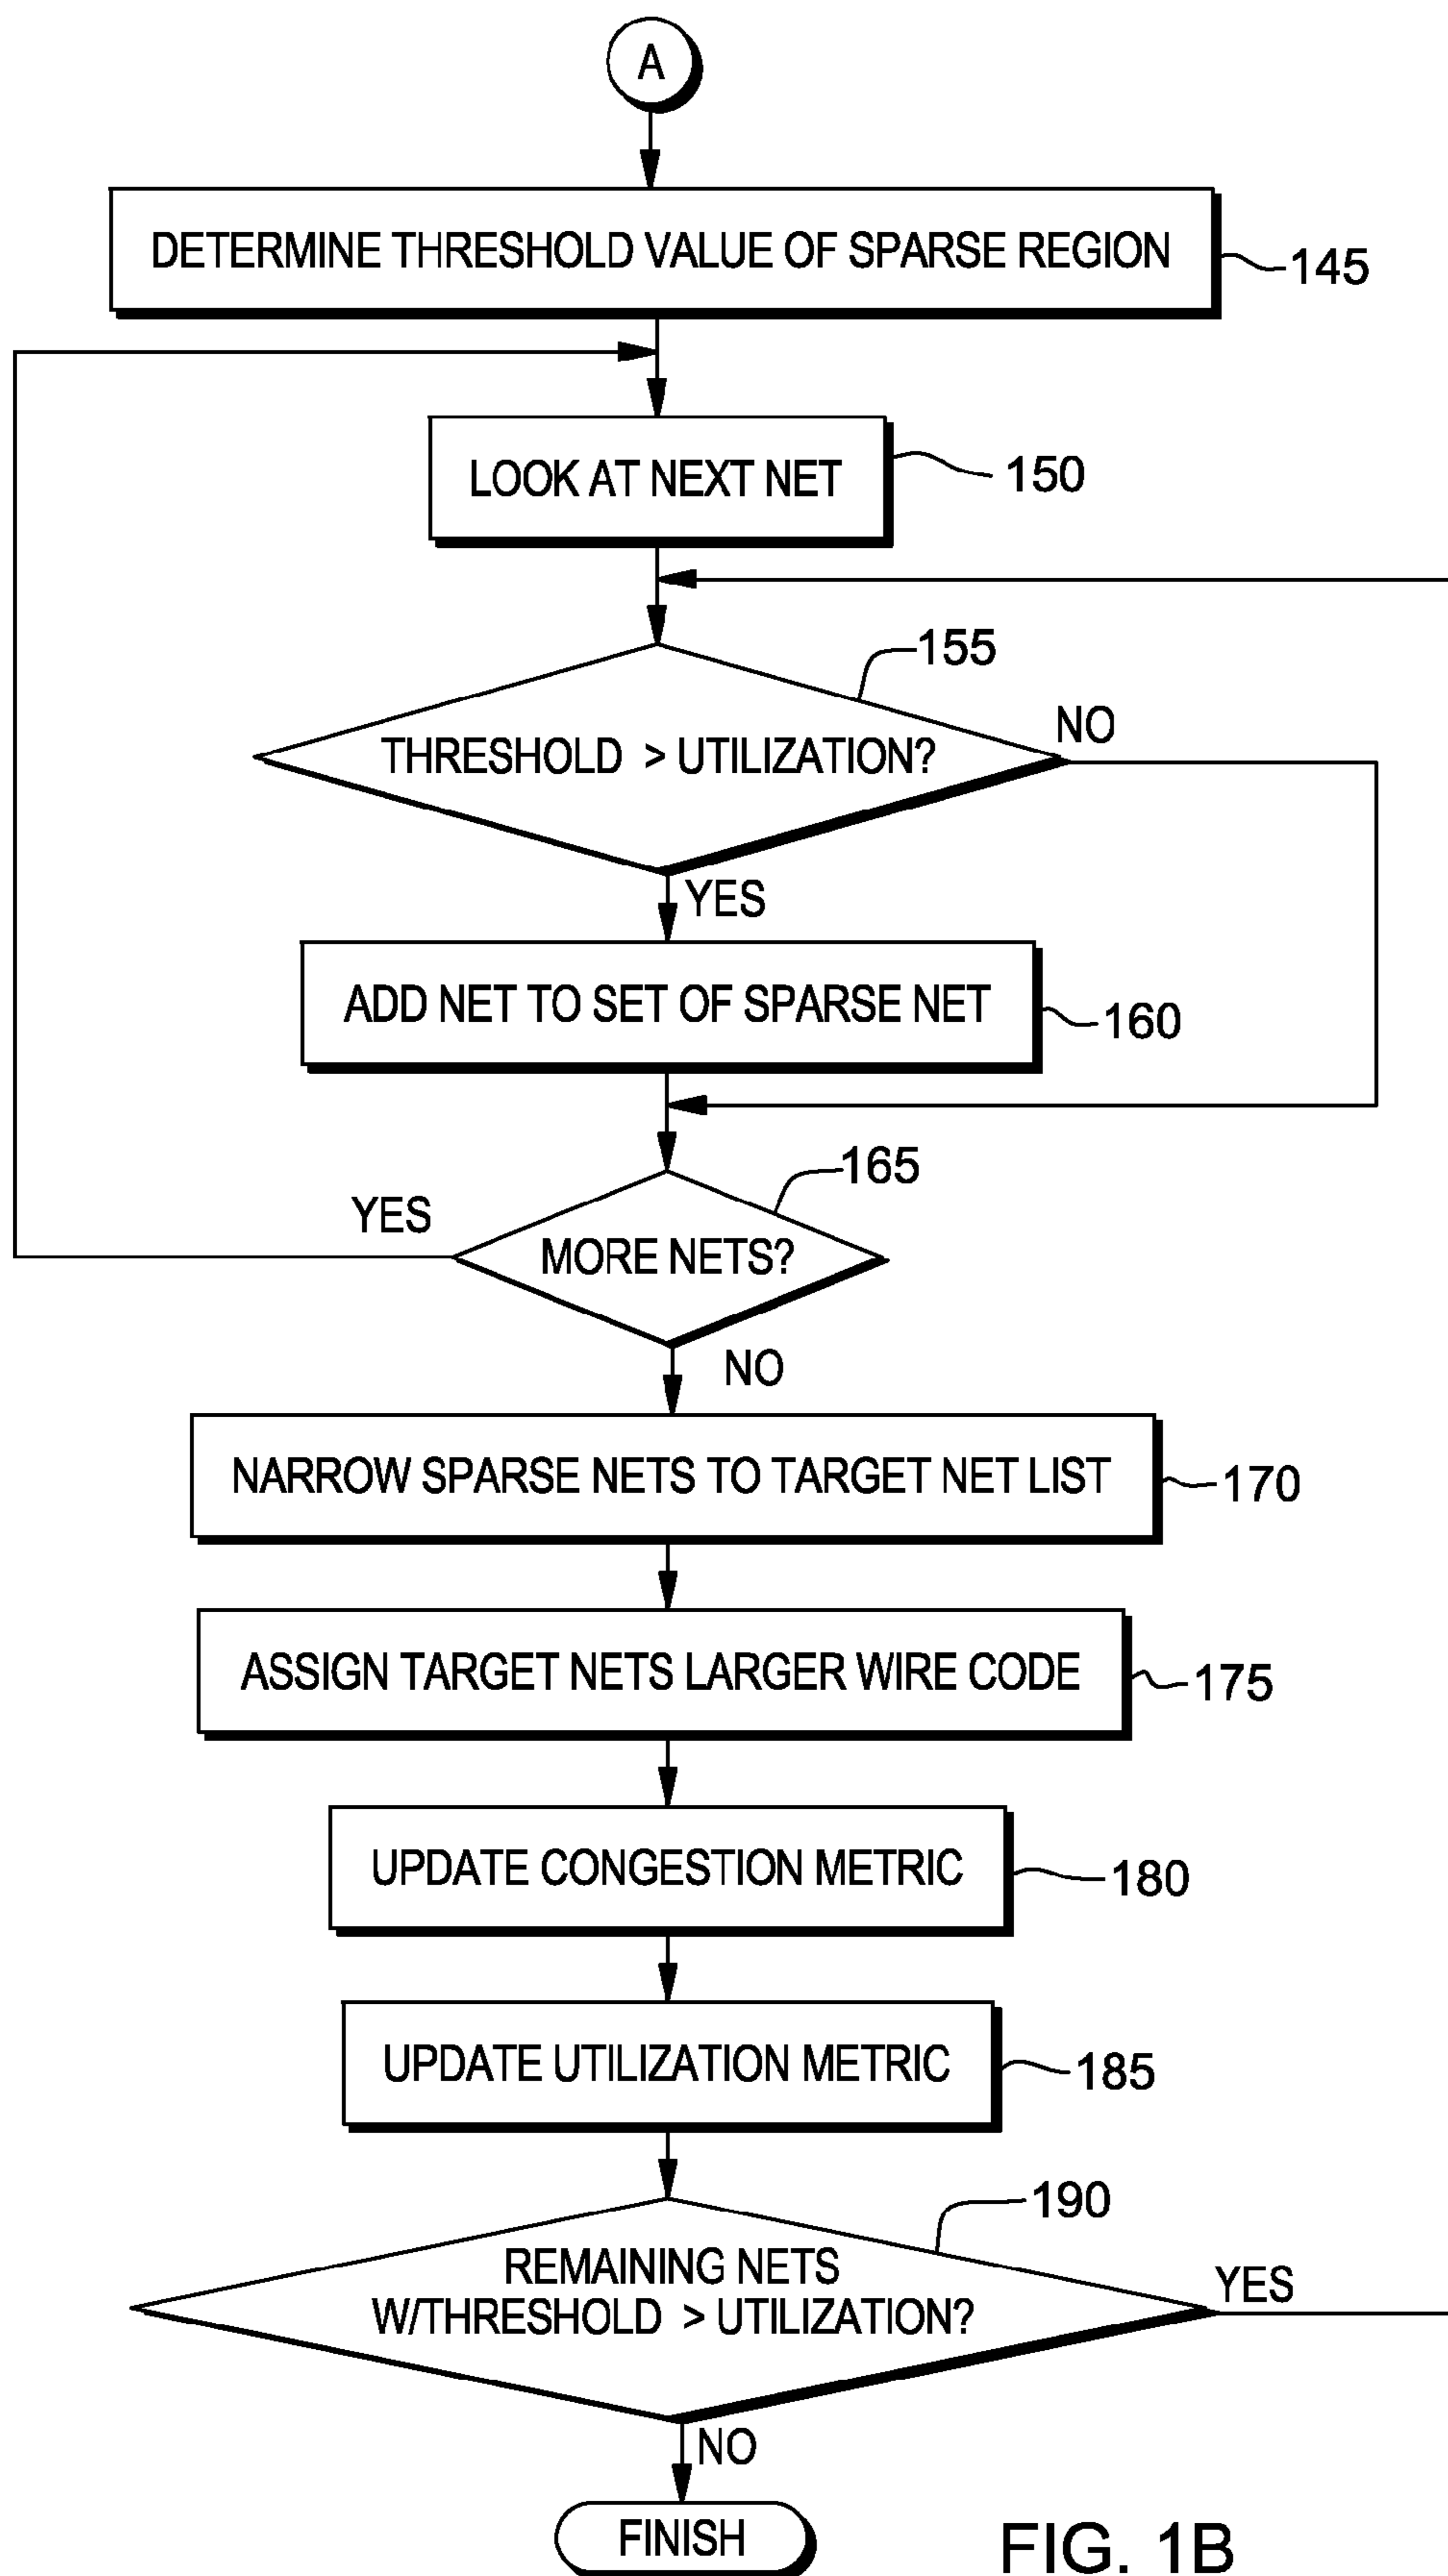 A
DETERMINE THRESHOLD VALUE OF SPARSE REGION
145
LOOK AT NEXT NET
150
155
THRESHOLD > UTILIZATION?
NO
YES
ADD NET TO SET OF SPARSE NET
160
165
YES
MORE NETS?
NO
NARROW SPARSE NETS TO TARGET NET LIST
170
ASSIGN TARGET NETS LARGER WIRE CODE
175
UPDATE CONGESTION METRIC
180
UPDATE UTILIZATION METRIC
185
190
REMAINING NETS
W/THRESHOLD > UTILIZATION?
YES
NO
FINISH
FIG. 1B